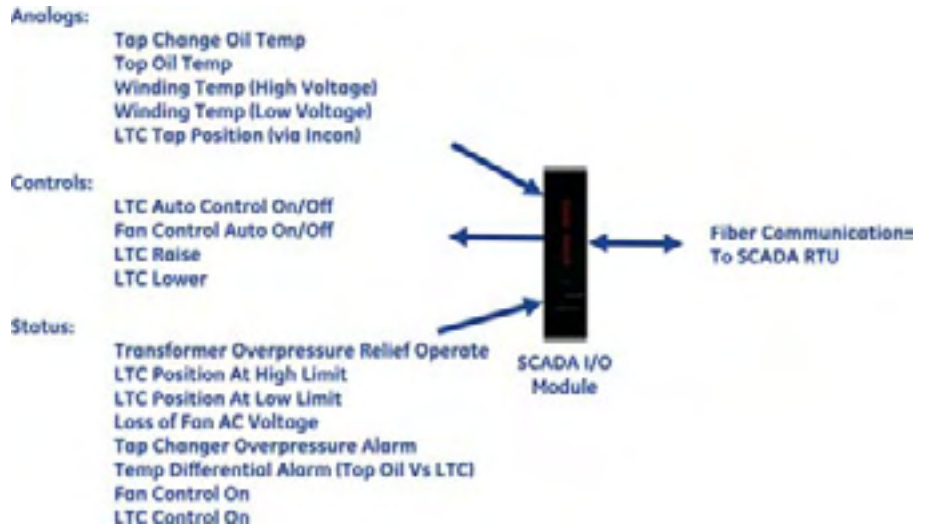 Analogs:
Tap Change Oil Temp
Top Oil Temp
Winding Temp (High Voltage)
Winding Temp (Low Voltage)
LTC Tap Position (via Incon)
Controls:
LTC Auto Control On/Off
Fan Control Auto On/Off
LTC Raise
LTC Lower
Fiber Communications
To SCADA RTU
Status:
Transformer Overpressure Relief Operate
LTC Position At High Limit
LTC Position At Low Limit
Loss of Fan AC Voltage
Tap Changer Overpressure Alarm
Temp Differential Alarm (Top Oil Vs LTC)
Fan Control On
LTC Control On
SCADA I/O
Module